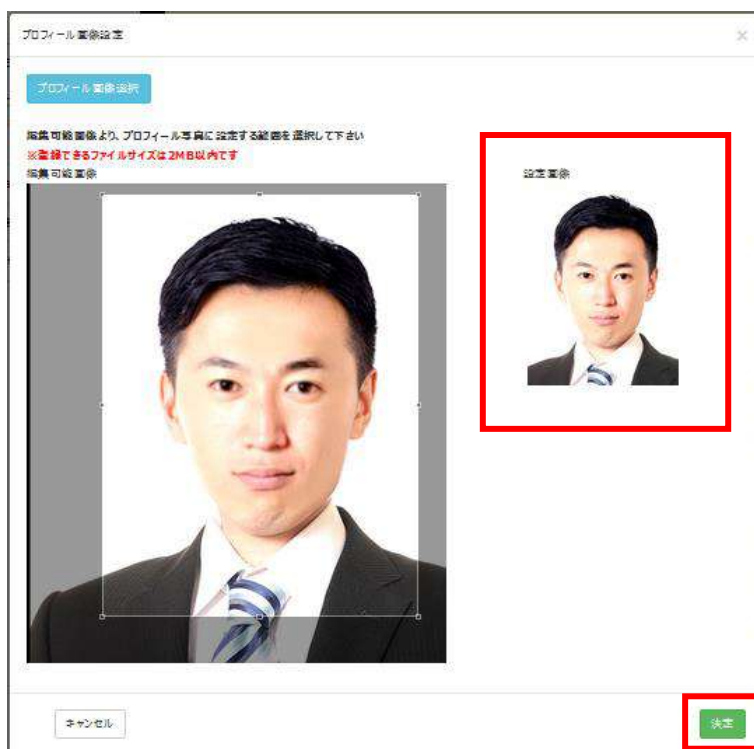 プロフィール画像設定
×
プロフィール画像選択
編集可能画像より、プロフィール写真に設定する範囲を選択して下さい
※登録できるファイルサイズは2MB以内です
編集可能画像
設定画像
キャンセル
決定